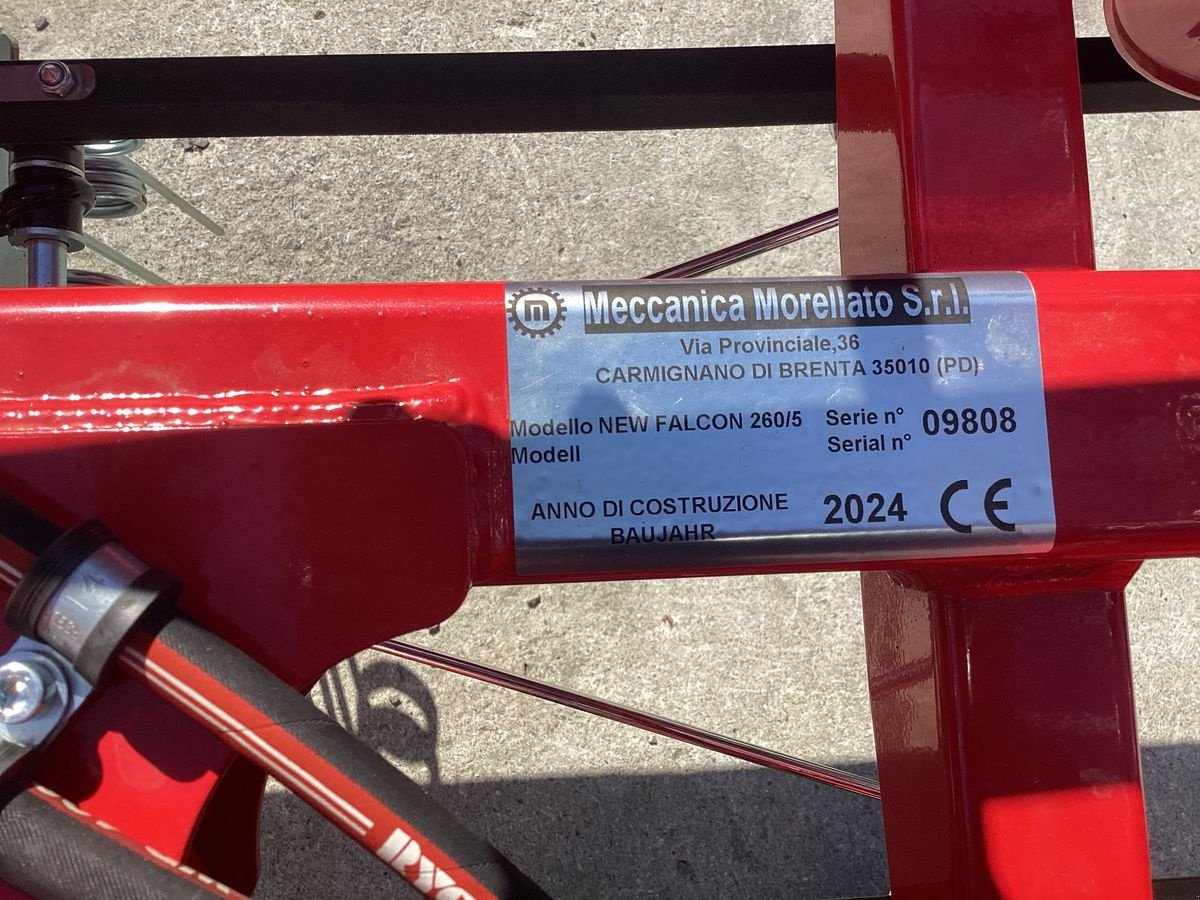 m Meccanica Morellato S.r.l.
Via Provinciale,36
CARMIGNANO DI BRENTA 35010 (PD)
Modello NEW FALCON 260/5 Serie n° 09808
Modell Serial n°
ANNO DI COSTRUZIONE 2024 CE
BAUJAHR